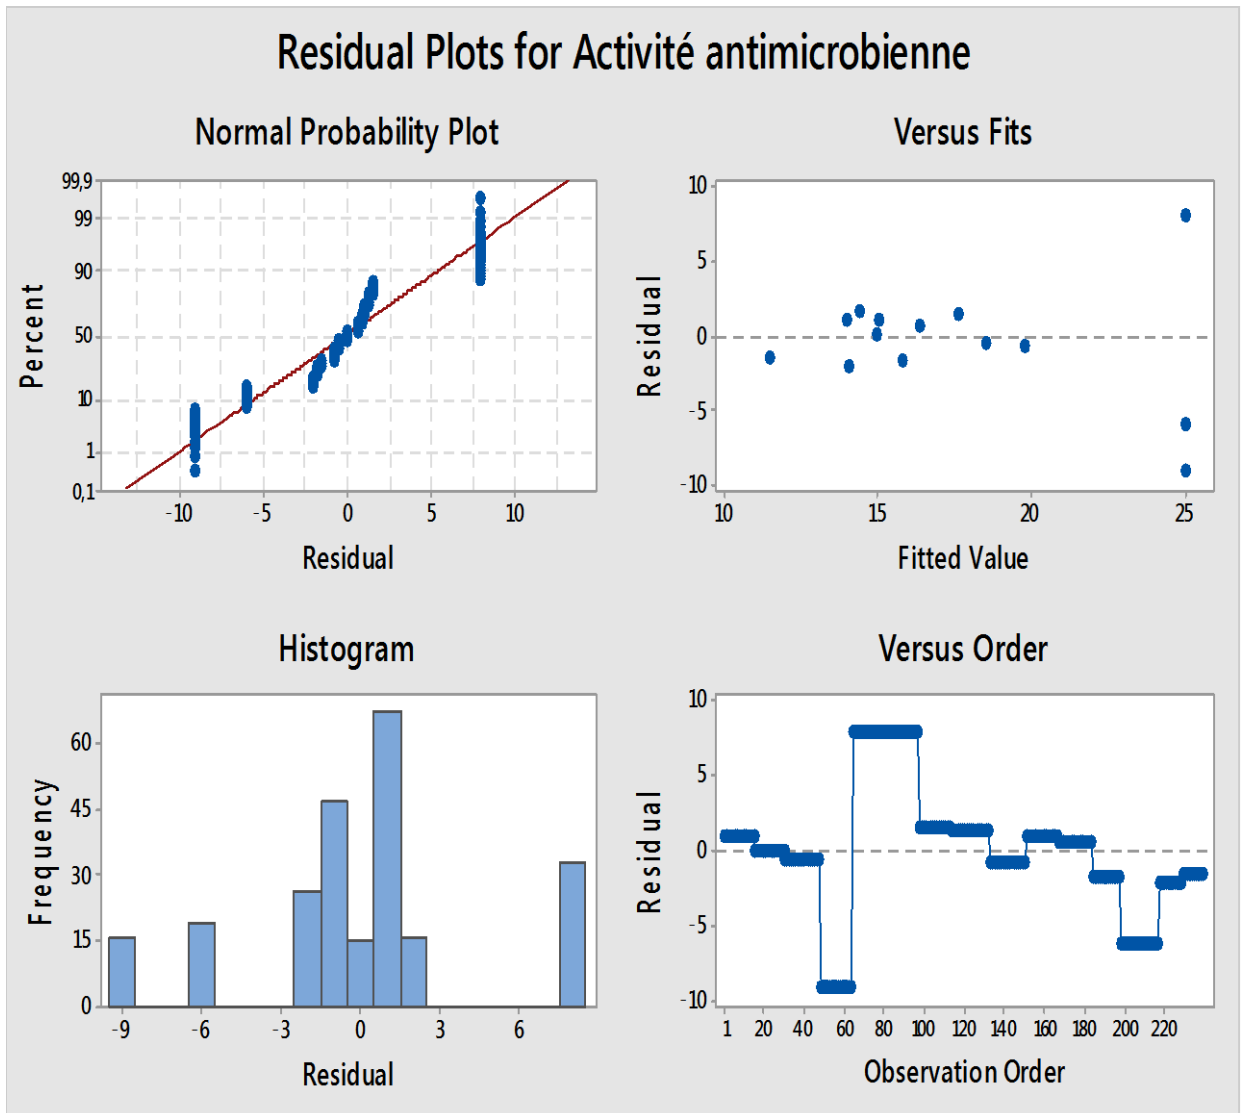 Residual Plots for Activité antimicrobienne
Normal Probability Plot
99,9
99
90
50
10
1
0,1
Percent
-10 -5 0 5 10
Residual
Versus Fits
10
5
0
-5
-10
Residual
10 15 20 25
Fitted Value
Histogram
60
45
30
15
0
Frequency
-9 -6 -3 0 3 6
Residual
Versus Order
10
5
0
-5
-10
Residual
1 20 40 60 80 100 120 140 160 180 200 220
Observation Order